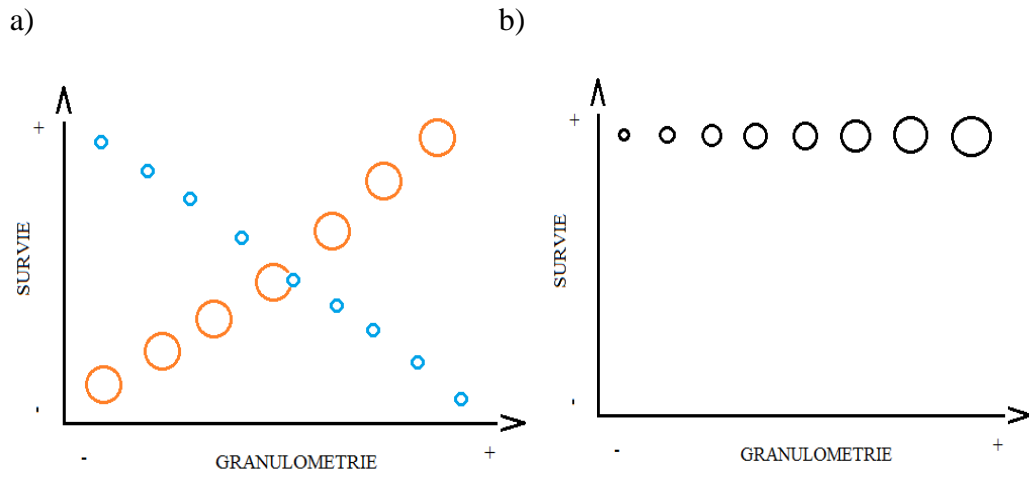 a)
b)
+
SURVIE
-
- GRANULOMETRIE +
+
SURVIE
-
- GRANULOMETRIE +